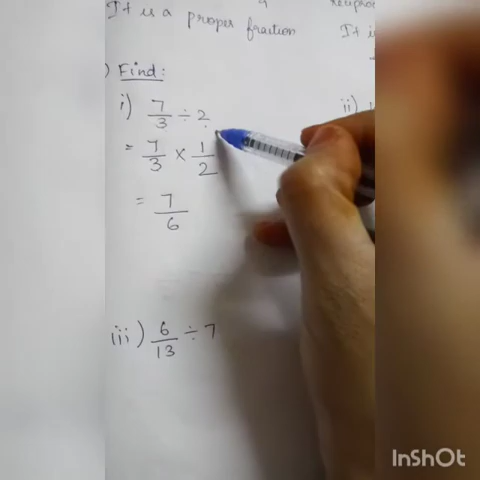 It is a proper fraction
It i
) Find:
i) 7/3 ÷ 2
ii)
= 7/3 × 1/2
= 7/6
iii) 6/13 ÷ 7
InShOt